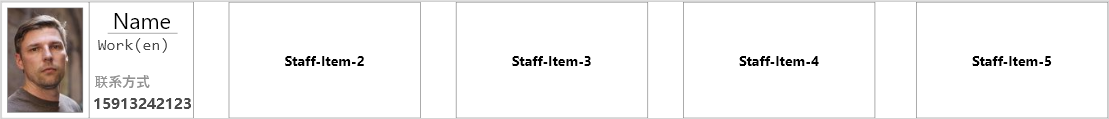 Name
Work(en)
联系方式
15913242123
Staff-Item-2
Staff-Item-3
Staff-Item-4
Staff-Item-5